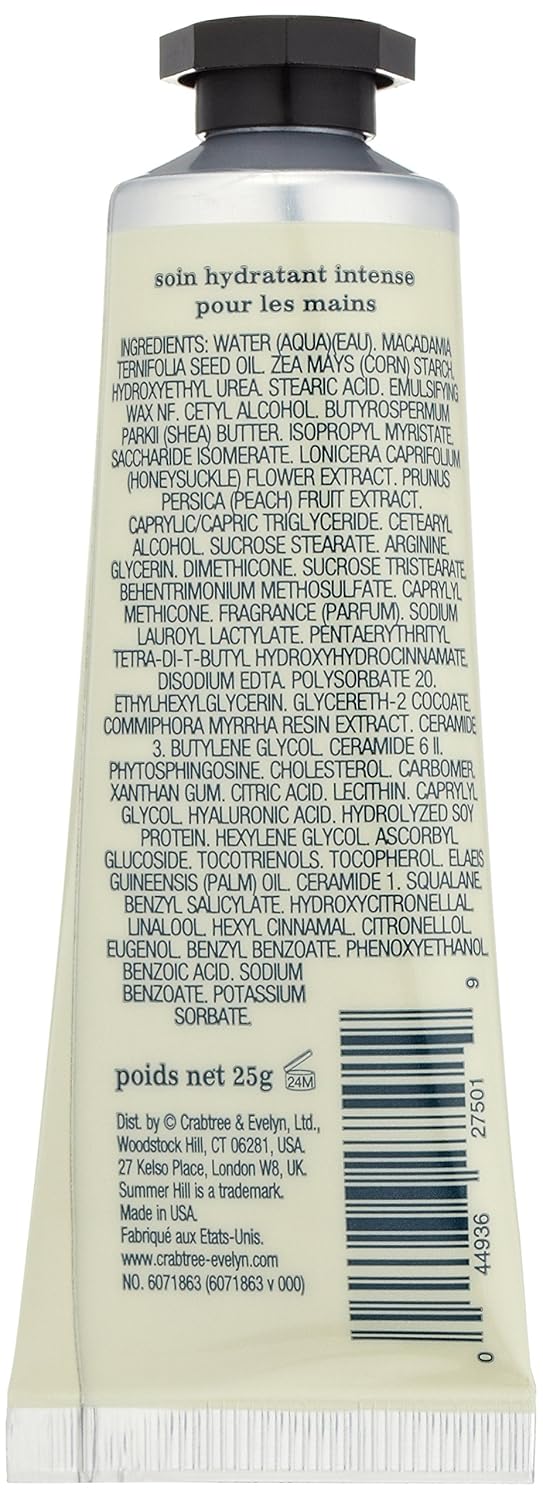 soin hydratant intense
pour les mains
INGREDIENTS: WATER (AQUA)(EAU). MACADAMIA
TERNIFOLIA SEED OIL. ZEA MAYS (CORN) STARCH.
HYDROXYETHYL UREA. STEARIC ACID. EMULSIFYING
WAX NF. CETYL ALCOHOL. BUTYROSPERMUM
PARKII (SHEA) BUTTER. ISOPROPYL MYRISTATE.
SACCHARIDE ISOMERATE. LONICERA CAPRIFOLIUM
(HONEYSUCKLE) FLOWER EXTRACT. PRUNUS
PERSICA (PEACH) FRUIT EXTRACT.
CAPRYLIC/CAPRIC TRIGLYCERIDE. CETEARYL
ALCOHOL. SUCROSE STEARATE. ARGININE.
GLYCERIN. DIMETHICONE. SUCROSE TRISTEARATE.
BEHENTRIMONIUM METHOSULFATE. CAPRYLYL
METHICONE. FRAGRANCE (PARFUM). SODIUM
LAUROYL LACTYLATE. PENTAERYTHRITYL
TETRA-DI-T-BUTYL HYDROXYHYDROCINNAMATE.
DISODIUM EDTA. POLYSORBATE 20.
ETHYLHEXYLGLYCERIN. GLYCERETH-2 COCOATE.
COMMIPHORA MYRRHA RESIN EXTRACT. CERAMIDE
3. BUTYLENE GLYCOL. CERAMIDE 6 II.
PHYTOSPHINGOSINE. CHOLESTEROL. CARBOMER.
XANTHAN GUM. CITRIC ACID. LECITHIN. CAPRYLYL
GLYCOL. HYALURONIC ACID. HYDROLYZED SOY
PROTEIN. HEXYLENE GLYCOL. ASCORBYL
GLUCOSIDE. TOCOTRIENOLS. TOCOPHEROL. ELAEIS
GUINEENSIS (PALM) OIL. CERAMIDE 1. SQUALANE.
BENZYL SALICYLATE. HYDROXYCITRONELLAL.
LINALOOL. HEXYL CINNAMAL. CITRONELLOL.
EUGENOL. BENZYL BENZOATE. PHENOXYETHANOL.
BENZOIC ACID. SODIUM
BENZOATE. POTASSIUM
SORBATE.
poids net 25g
24M
Dist. by © Crabtree & Evelyn, Ltd.,
Woodstock Hill, CT 06281, USA.
27 Kelso Place, London W8, UK.
Summer Hill is a trademark.
Made in USA.
Fabriqué aux Etats-Unis.
www.crabtree-evelyn.com
NO. 6071863 (6071863 v 000)
0 44936 27501 9